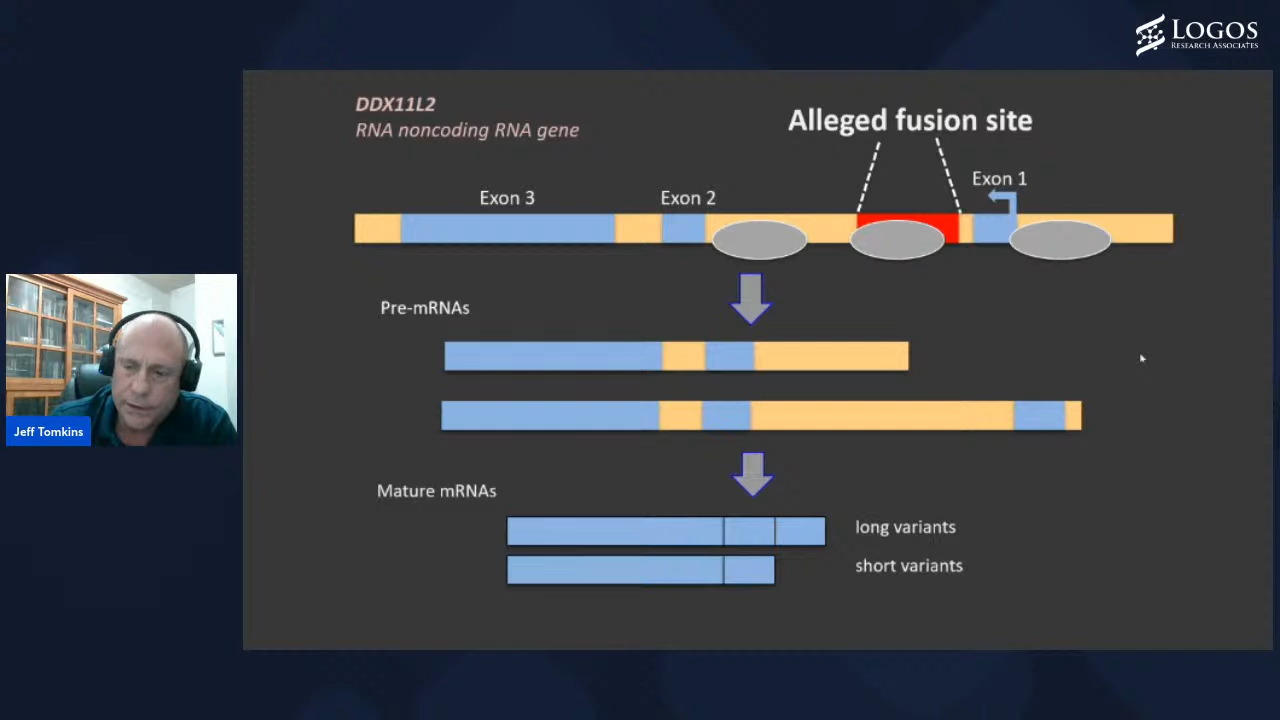 LOGOS
RESEARCH ASSOCIATES
DDX11L2
RNA noncoding RNA gene
Alleged fusion site
Exon 3
Exon 2
Exon 1
Pre-mRNAs
Jeff Tomkins
Mature mRNAs
long variants
short variants